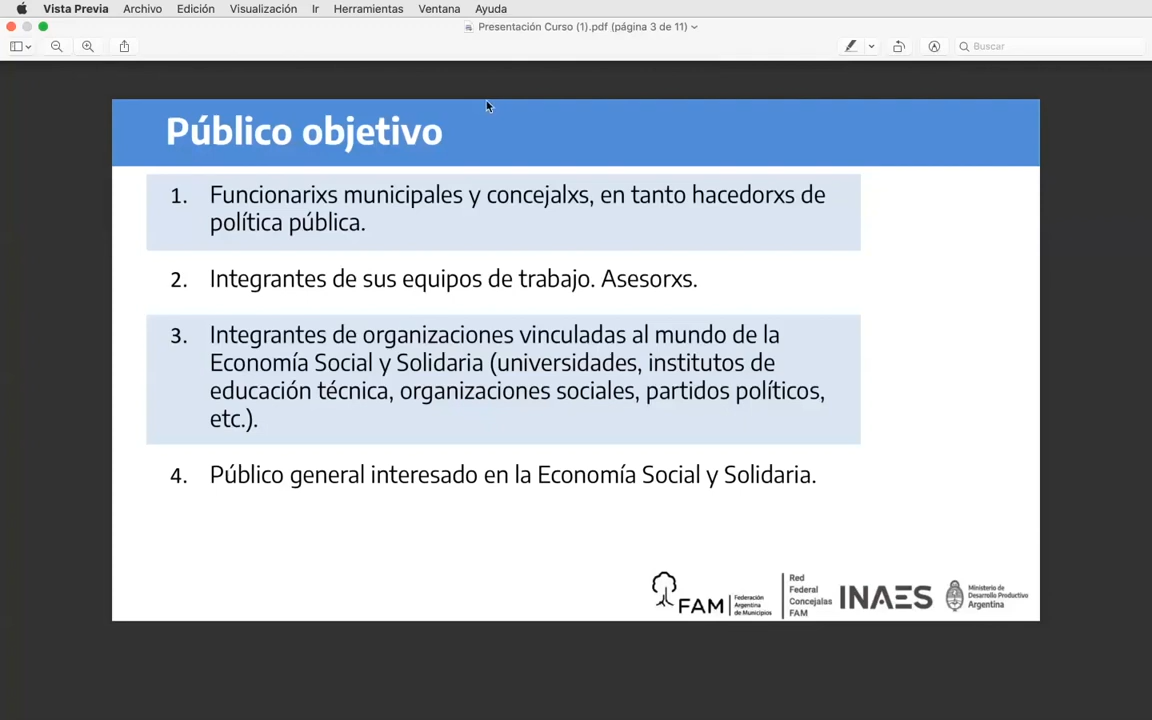 Vista Previa Archivo Edición Visualización Ir Herramientas Ventana Ayuda
Presentación Curso (1).pdf (página 3 de 11)
Buscar
Público objetivo
1. Funcionarixs municipales y concejalxs, en tanto hacedorxs de
política pública.
2. Integrantes de sus equipos de trabajo. Asesorxs.
3. Integrantes de organizaciones vinculadas al mundo de la
Economía Social y Solidaria (universidades, institutos de
educación técnica, organizaciones sociales, partidos políticos,
etc.).
4. Público general interesado en la Economía Social y Solidaria.
FAM
Federación
Argentina
de Municipios
Red
Federal
Concejalas
FAM
INAES
Ministerio de
Desarrollo Productivo
Argentina